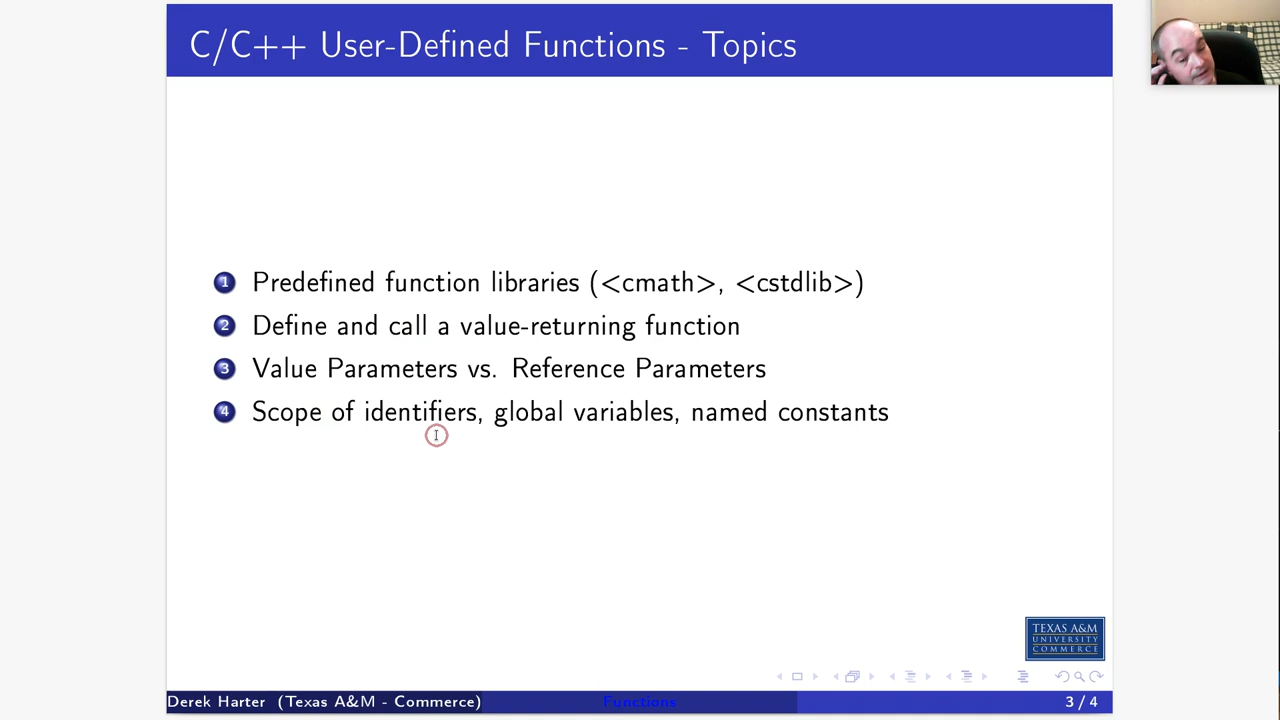 C/C++ User-Defined Functions - Topics
1 Predefined function libraries (<cmath>, <cstdlib>)
2 Define and call a value-returning function
3 Value Parameters vs. Reference Parameters
4 Scope of identifiers, global variables, named constants
TEXAS A&M
UNIVERSITY
COMMERCE
Derek Harter (Texas A&M - Commerce) Functions 3 / 4